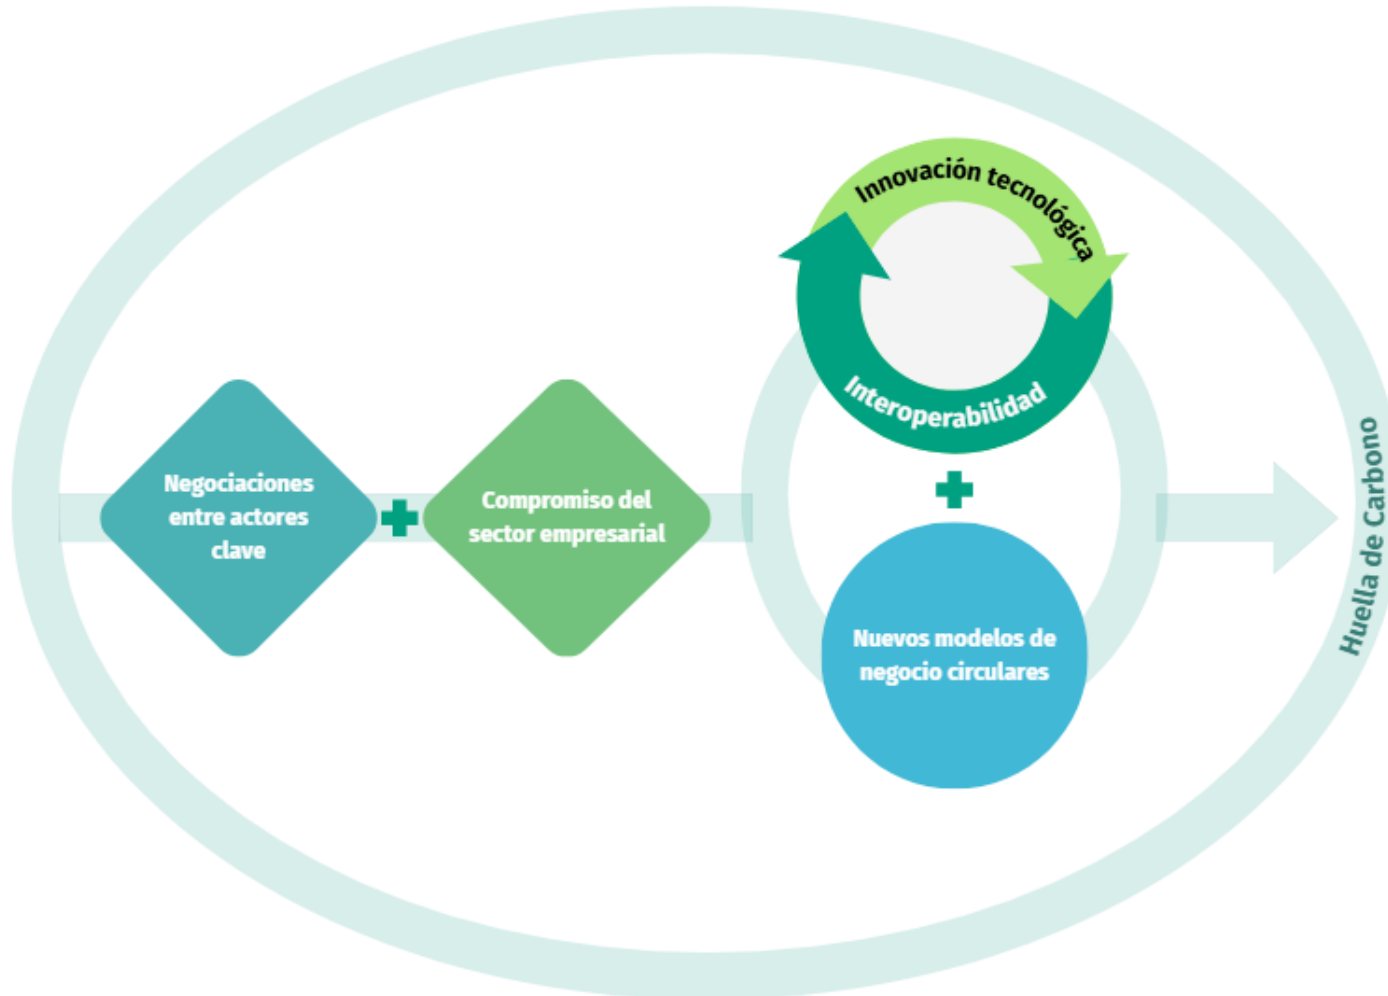 Innovación tecnológica
Interoperabilidad
Negociaciones
entre actores
clave
Compromiso del
sector empresarial
Nuevos modelos de
negocio circulares
Huella de Carbono